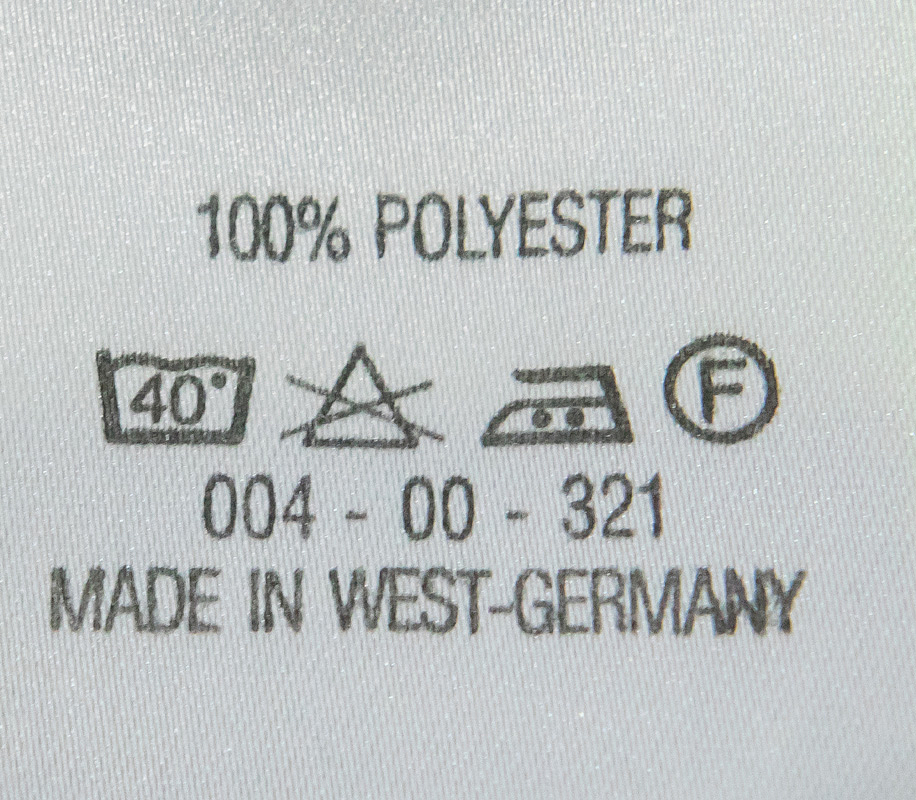 100% POLYESTER
40° F
004 - 00 - 321
MADE IN WEST-GERMANY